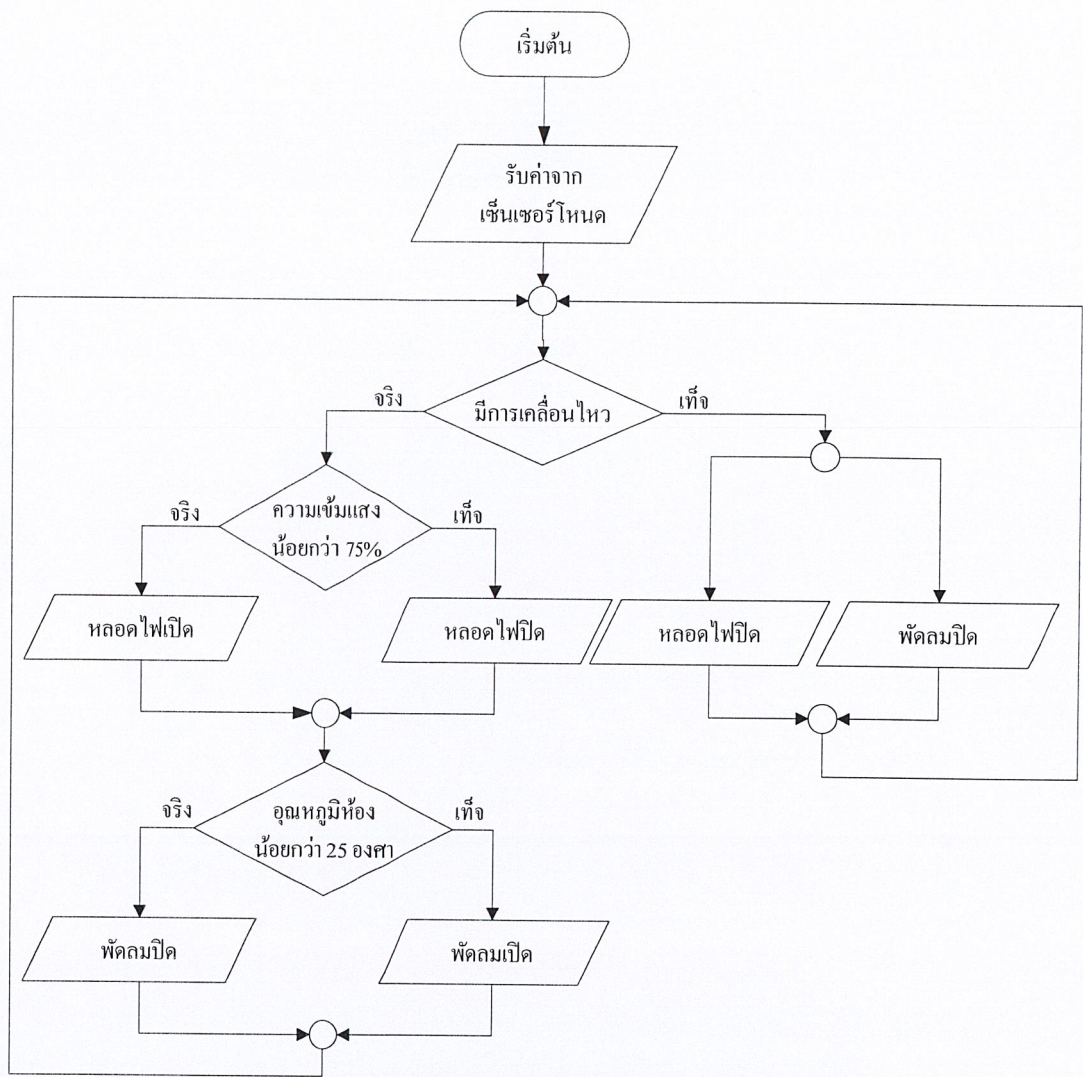 เริ่มต้น
รับค่าจาก
เซ็นเซอร์โหนด
มีการเคลื่อนไหว
จริง
เท็จ
ความเข้มแสง
น้อยกว่า 75%
จริง
เท็จ
หลอดไฟเปิด
หลอดไฟปิด
หลอดไฟปิด
พัดลมปิด
อุณหภูมิห้อง
น้อยกว่า 25 องศา
จริง
เท็จ
พัดลมปิด
พัดลมเปิด